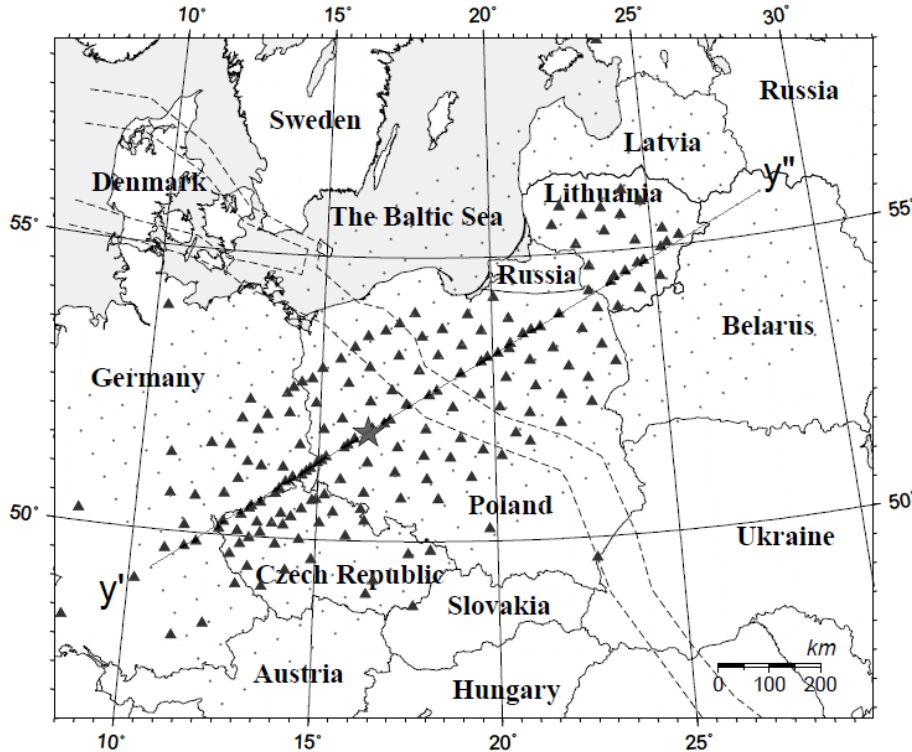 10° 15° 20° 25° 30°
Russia
Sweden
Latvia
Denmark
Lithuania
y"
55°
The Baltic Sea
55°
Russia
Belarus
Germany
Poland
50°
50°
Ukraine
y'
Czech Republic
Slovakia
km
Austria
0 100 200
Hungary
10° 15° 20° 25°